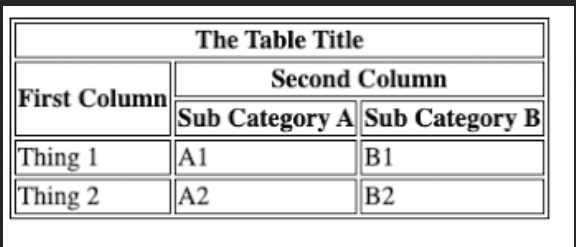 The Table Title
Second Column
First Column
Sub Category A Sub Category B
Thing 1 A1 B1
Thing 2 A2 B2